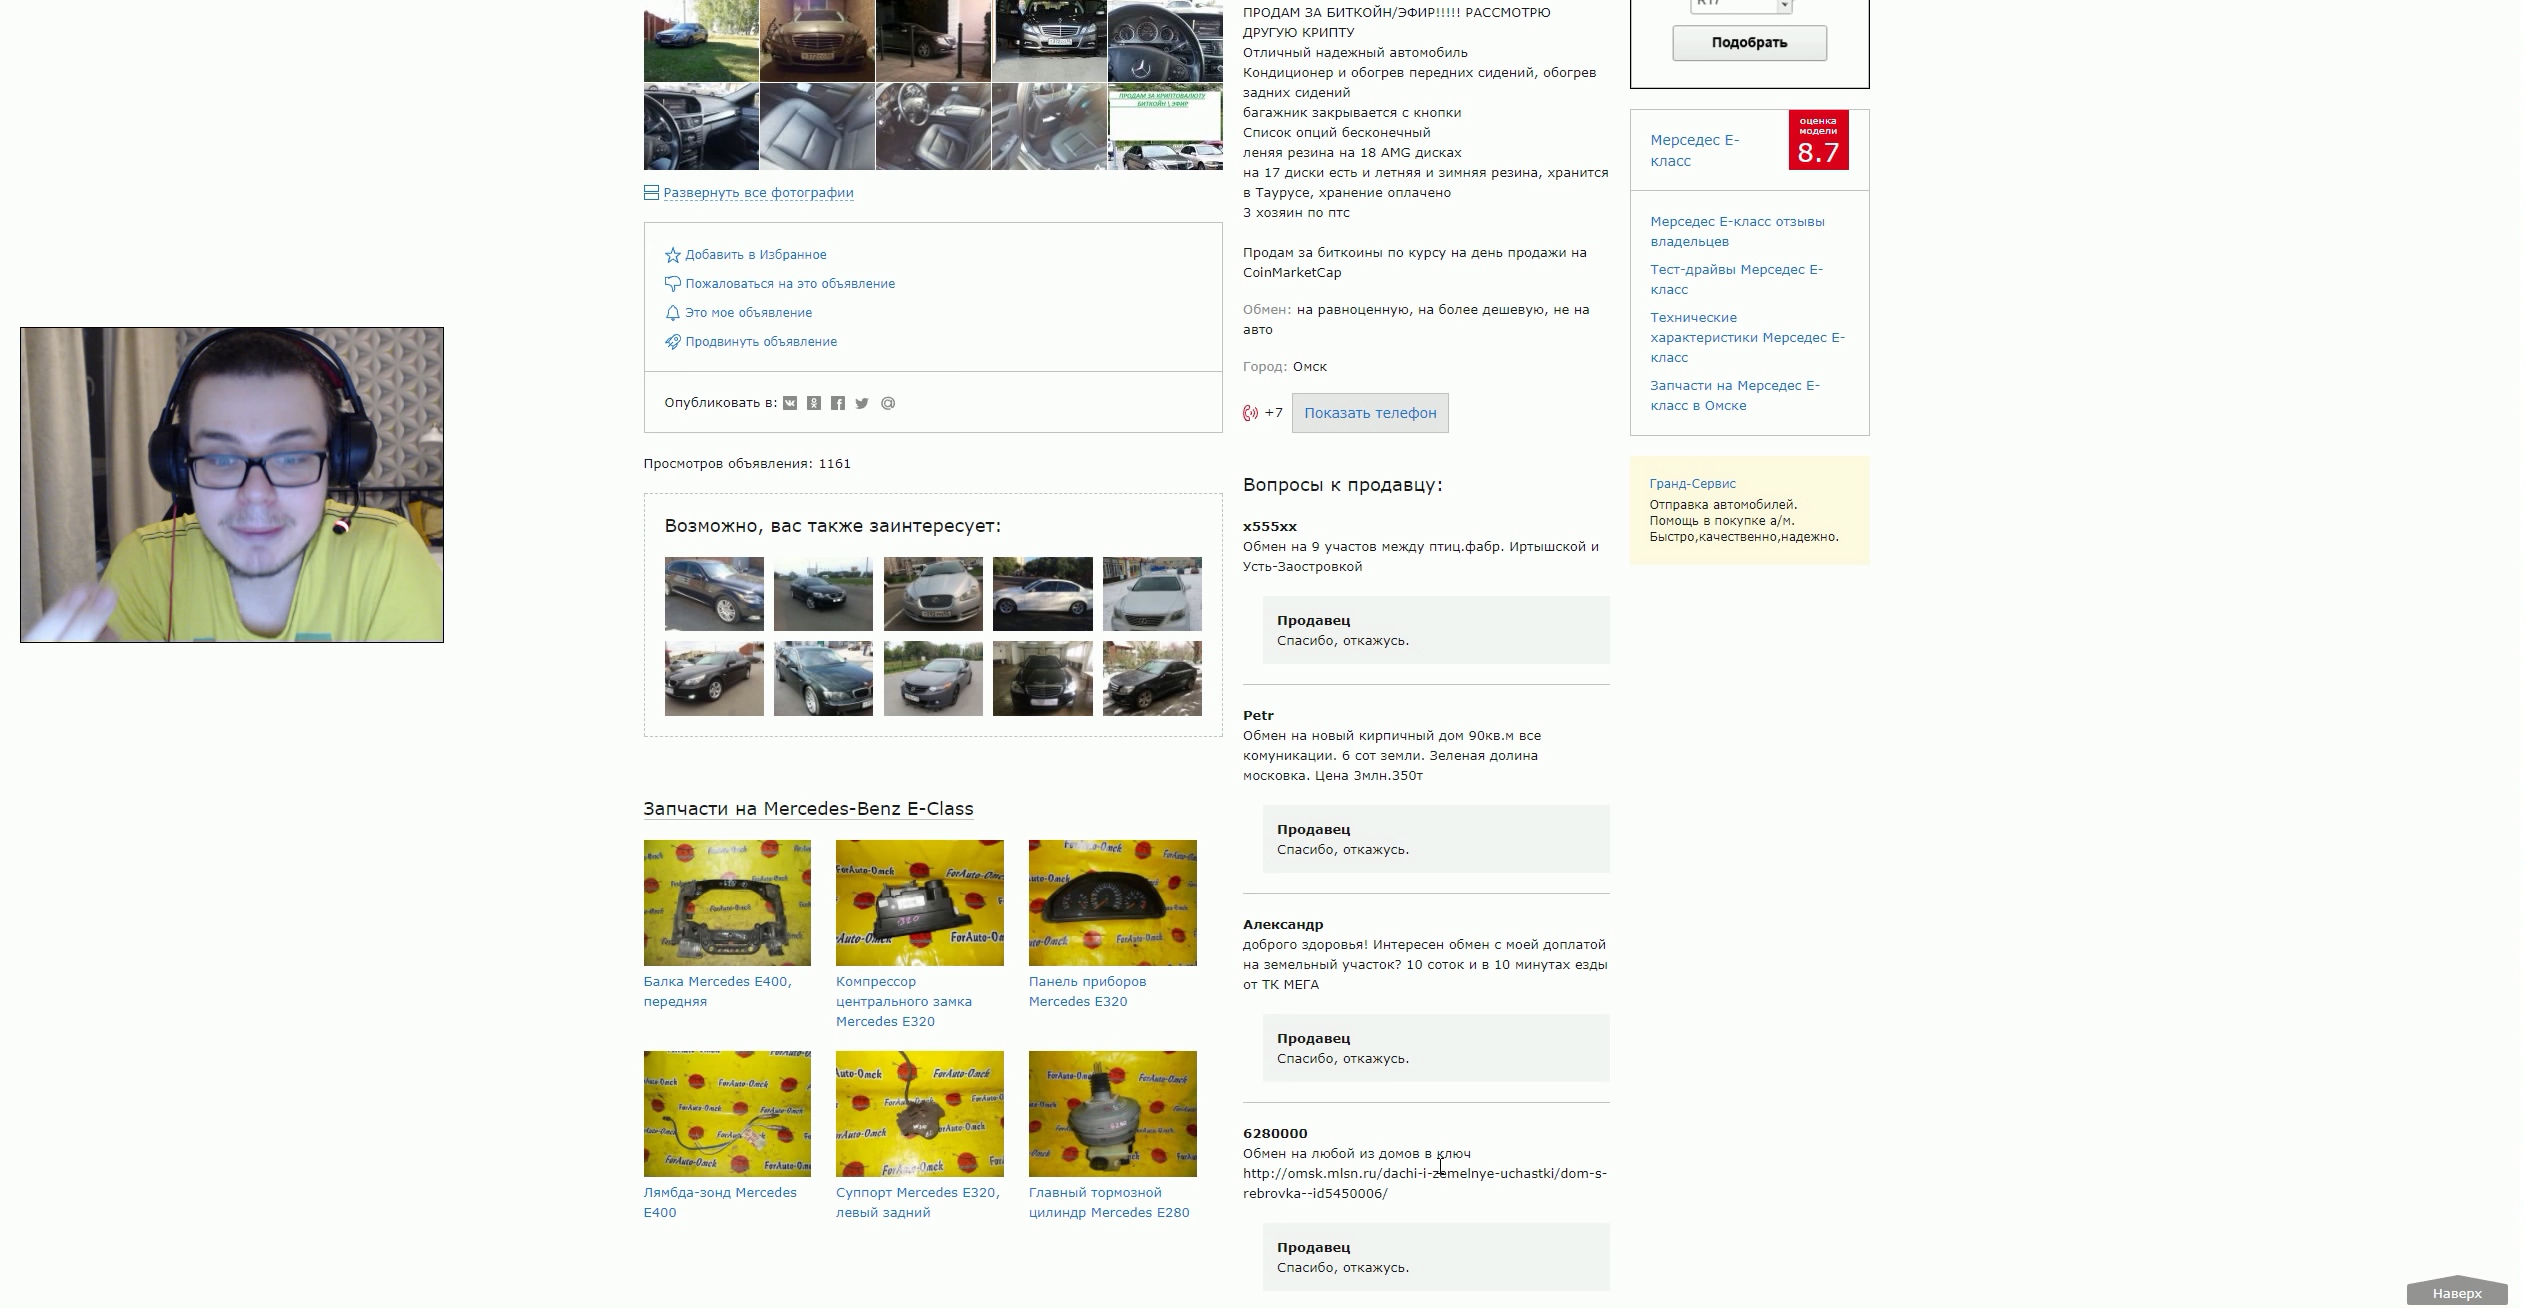 ПРОДАМ ЗА КРИПТОВАЛЮТУ
БИТКОЙН \ ЭФИР
Развернуть все фотографии
Добавить в Избранное
Пожаловаться на это объявление
Это мое объявление
Продвинуть объявление
Опубликовать в:
Просмотров объявления: 1161
Возможно, вас также заинтересует:
Запчасти на Mercedes-Benz E-Class
Балка Mercedes E400,
передняя
Компрессор
центрального замка
Mercedes E320
Панель приборов
Mercedes E320
Лямбда-зонд Mercedes
E400
Суппорт Mercedes E320,
левый задний
Главный тормозной
цилиндр Mercedes E280
ПРОДАМ ЗА БИТКОЙН/ЭФИР!!!!! РАССМОТРЮ
ДРУГУЮ КРИПТУ
Отличный надежный автомобиль
Кондиционер и обогрев передних сидений, обогрев
задних сидений
багажник закрывается с кнопки
Список опций бесконечный
леняя резина на 18 AMG дисках
на 17 диски есть и летняя и зимняя резина, хранится
в Таурусе, хранение оплачено
3 хозяин по птс
Продам за биткоины по курсу на день продажи на
CoinMarketCap
Обмен: на равноценную, на более дешевую, не на
авто
Город: Омск
+7 Показать телефон
Вопросы к продавцу:
x555xx
Обмен на 9 участов между птиц.фабр. Иртышской и
Усть-Заостровкой
Продавец
Спасибо, откажусь.
Petr
Обмен на новый кирпичный дом 90кв.м все
комуникации. 6 сот земли. Зеленая долина
московка. Цена 3млн.350т
Продавец
Спасибо, откажусь.
Александр
доброго здоровья! Интересен обмен с моей доплатой
на земельный участок? 10 соток и в 10 минутах езды
от ТК МЕГА
Продавец
Спасибо, откажусь.
6280000
Обмен на любой из домов в ключ
http://omsk.mlsn.ru/dachi-i-zemelnye-uchastki/dom-s-
rebrovka--id5450006/
Продавец
Спасибо, откажусь.
Подобрать
Мерседес Е-
класс
оценка
модели
8.7
Мерседес Е-класс отзывы
владельцев
Тест-драйвы Мерседес Е-
класс
Технические
характеристики Мерседес Е-
класс
Запчасти на Мерседес Е-
класс в Омске
Гранд-Сервис
Отправка автомобилей.
Помощь в покупке а/м.
Быстро,качественно,надежно.
Наверх